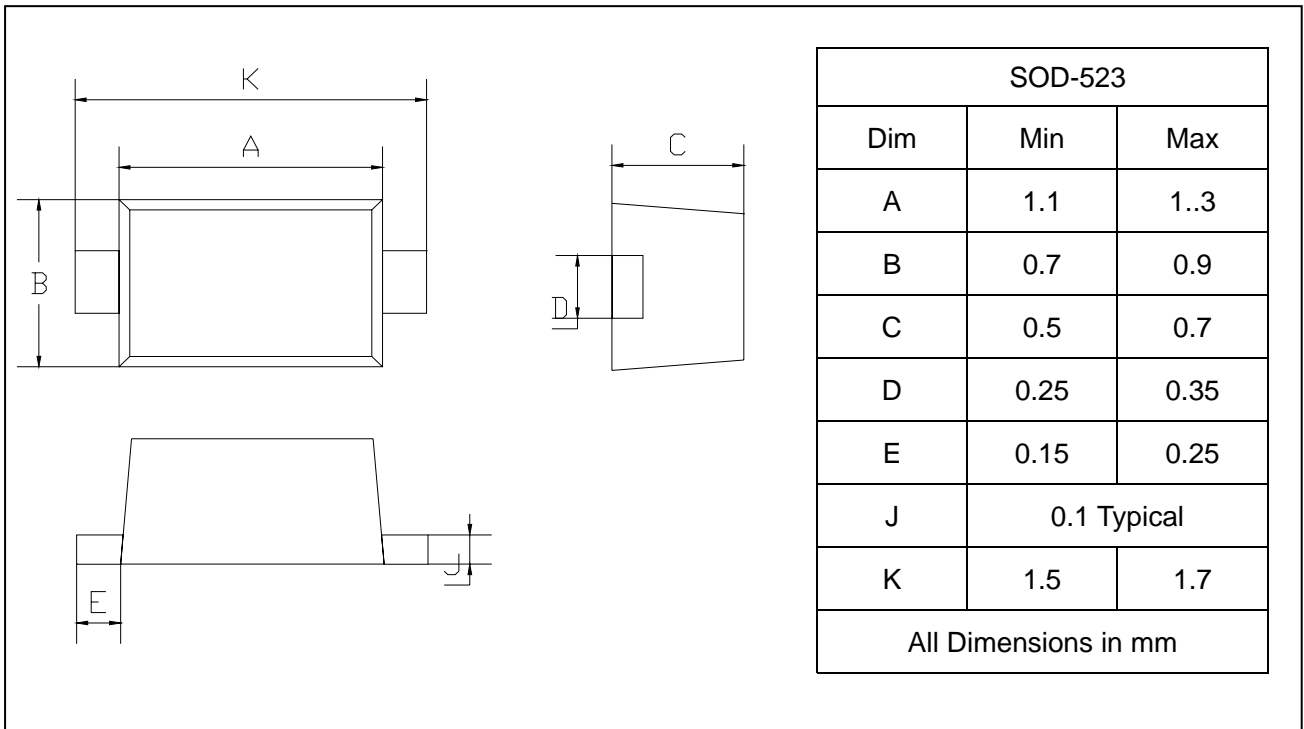 K
A
B
C
D
E
J
SOD-523
Dim Min Max
A 1.1 1..3
B 0.7 0.9
C 0.5 0.7
D 0.25 0.35
E 0.15 0.25
J 0.1 Typical
K 1.5 1.7
All Dimensions in mm